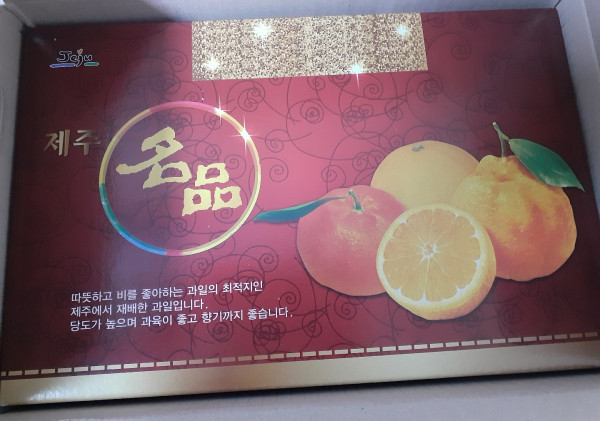 Jeju
제주 名品
따뜻하고 비를 좋아하는 과일의 최적지인
제주에서 재배한 과일입니다.
당도가 높으며 과육이 좋고 향기까지 좋습니다.